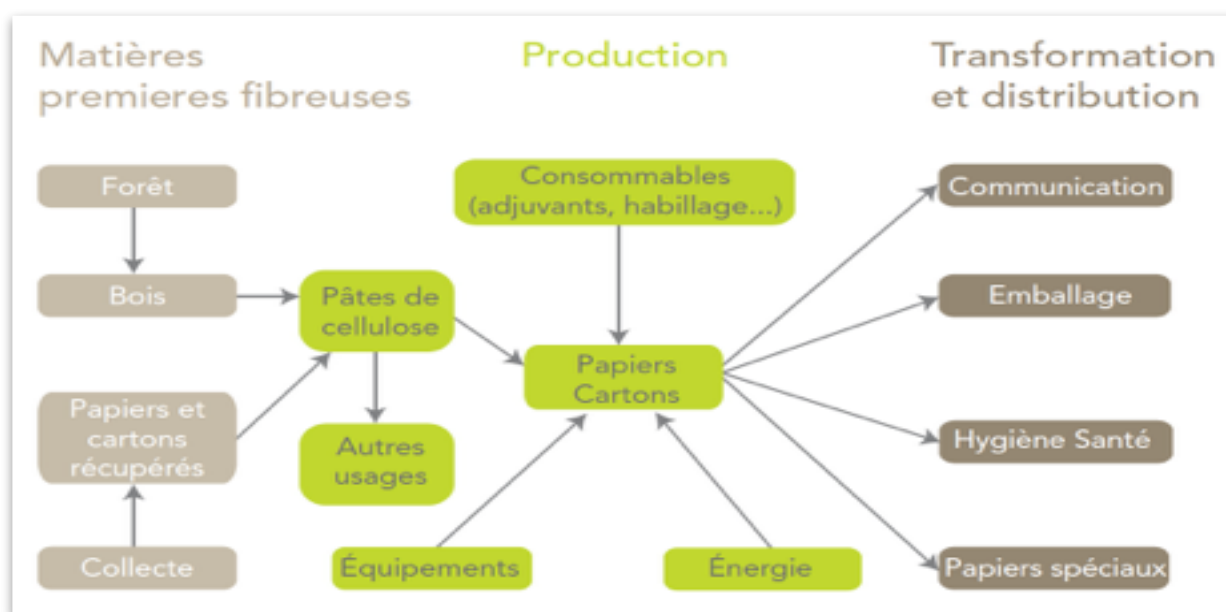 Matières
premieres fibreuses
Production
Transformation
et distribution
Forêt
Bois
Papiers et
cartons
récupérés
Collecte
Consommables
(adjuvants, habillage...)
Pâtes de
cellulose
Autres
usages
Papiers
Cartons
Équipements
Énergie
Communication
Emballage
Hygiène Santé
Papiers spéciaux